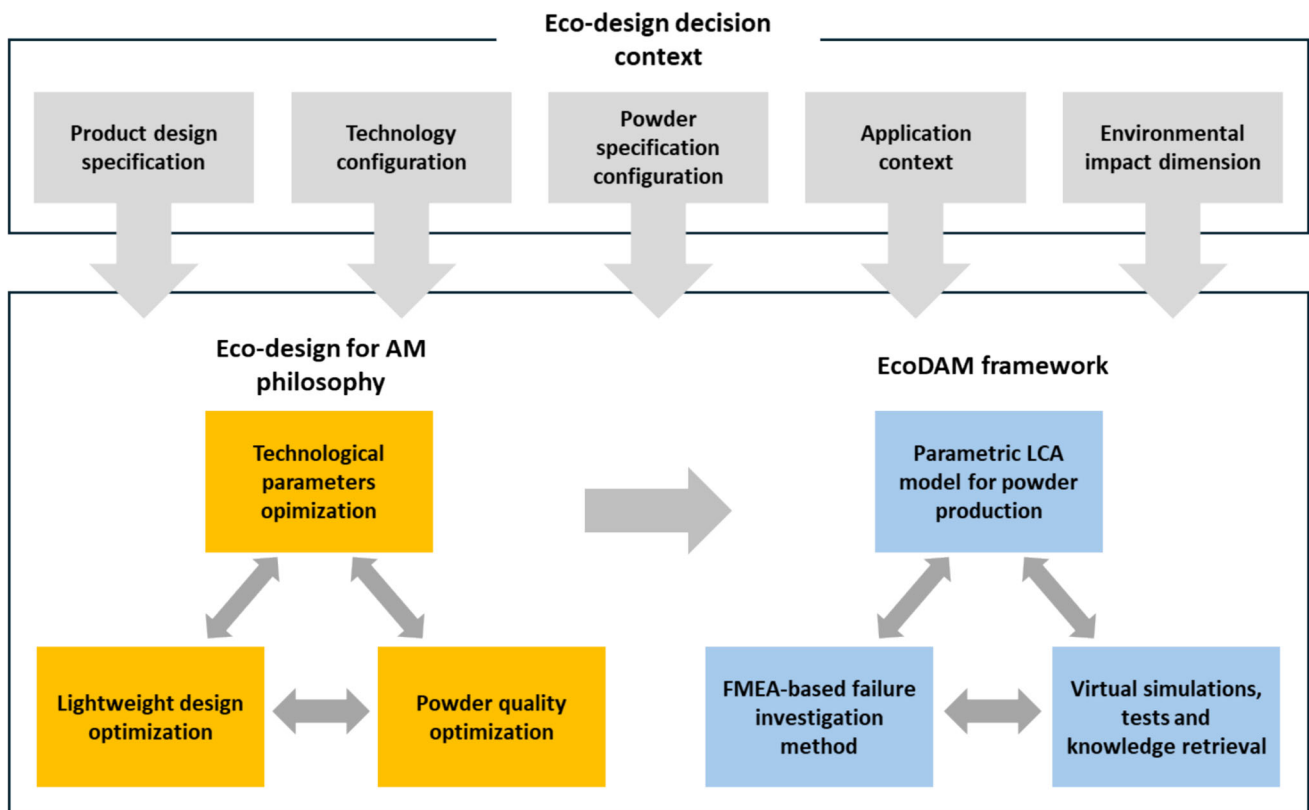 Eco-design decision
context
Product design
specification
Technology
configuration
Powder
specification
configuration
Application
context
Environmental
impact dimension
Eco-design for AM
philosophy
EcoDAM framework
Technological
parameters
opimization
Parametric LCA
model for powder
production
Lightweight design
optimization
Powder quality
optimization
FMEA-based failure
investigation
method
Virtual simulations,
tests and
knowledge retrieval